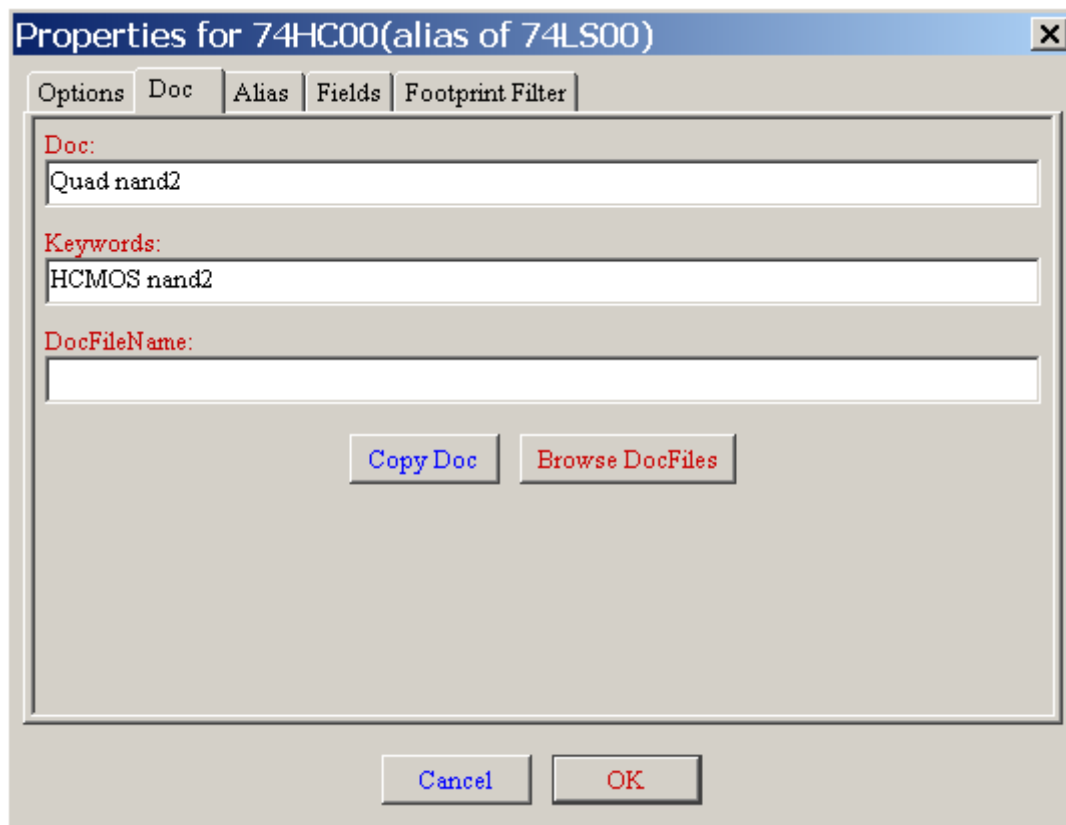 Properties for 74HC00(alias of 74LS00)
Options Doc Alias Fields Footprint Filter
Doc:
Quad nand2
Keywords:
HCMOS nand2
DocFileName:
Copy Doc Browse DocFiles
Cancel OK